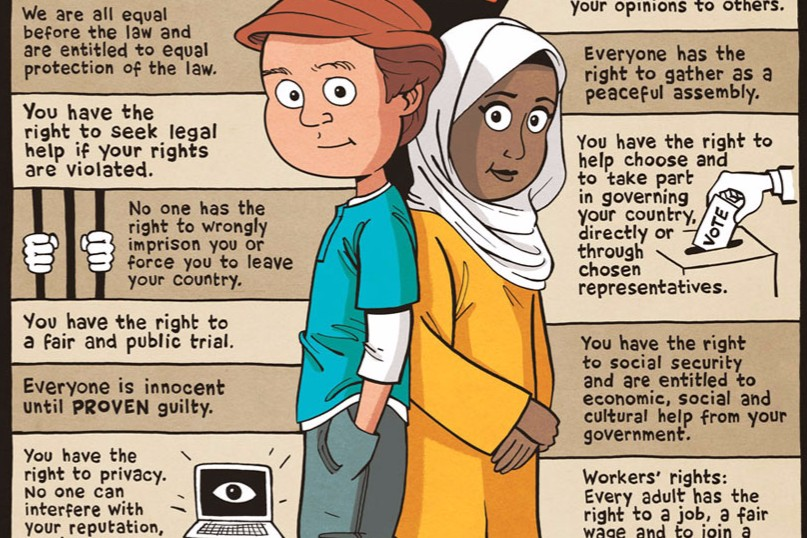 We are all equal
before the law and
are entitled to equal
protection of the law.
You have the
right to seek legal
help if your rights
are violated.
No one has the
right to wrongly
imprison you or
force you to leave
your country.
You have the right to
a fair and public trial.
Everyone is innocent
until PROVEN guilty.
You have the
right to privacy.
No one can
interfere with
your reputation,
your opinions to others.
Everyone has the
right to gather as a
peaceful assembly.
You have the right to
help choose and
to take part
in governing
your country,
directly or
through
chosen
representatives.
VOTE
You have the right
to social security
and are entitled to
economic, social and
cultural help from your
government.
Workers' rights:
Every adult has the
right to a job, a fair
wage and to join a